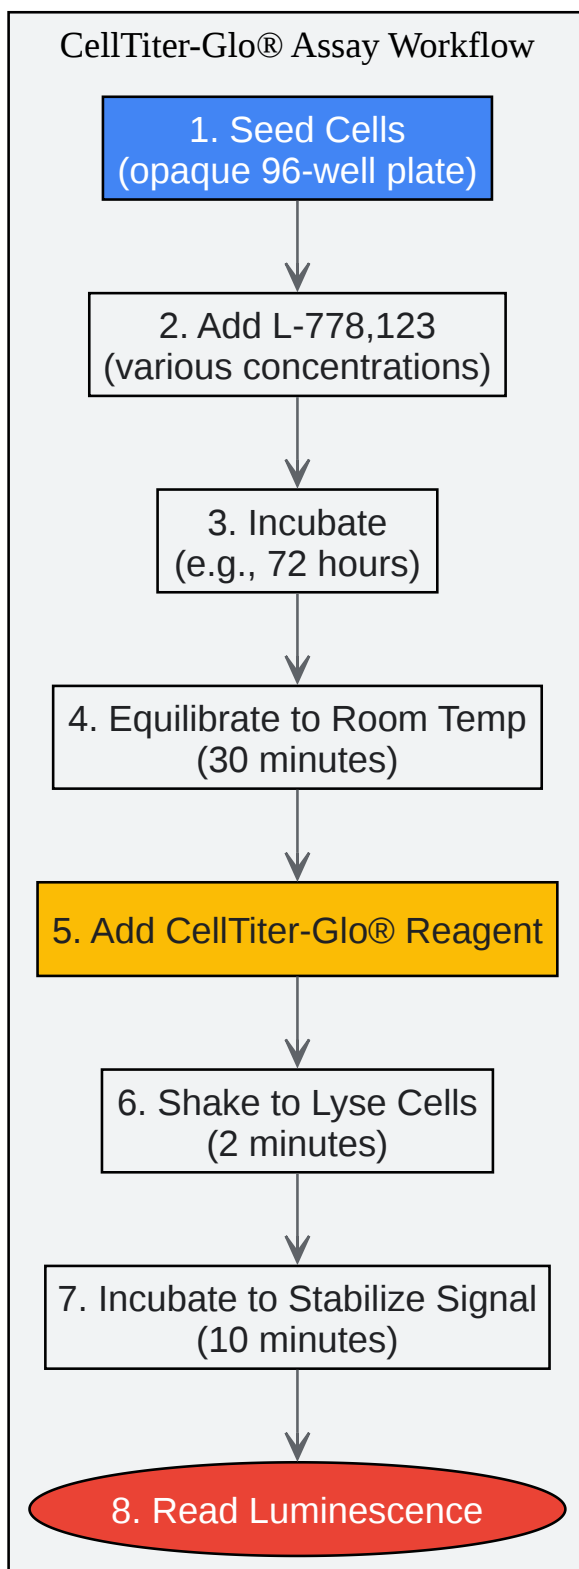 CellTiter-Glo® Assay Workflow
1. Seed Cells
(opaque 96-well plate)
2. Add L-778,123
(various concentrations)
3. Incubate
(e.g., 72 hours)
4. Equilibrate to Room Temp
(30 minutes)
5. Add CellTiter-Glo® Reagent
6. Shake to Lyse Cells
(2 minutes)
7. Incubate to Stabilize Signal
(10 minutes)
8. Read Luminescence